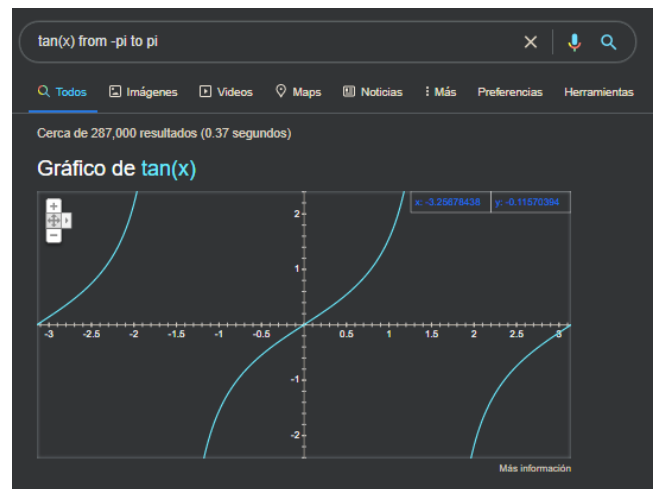 tan(x) from -pi to pi
Todos Imágenes Videos Maps Noticias Más Preferencias Herramientas
Cerca de 287,000 resultados (0.37 segundos)
Gráfico de tan(x)
x: -3.25678438 y: -0.11570394
2
1
-3 -2.5 -2 -1.5 -1 -0.5 0.5 1 1.5 2 2.5 3
-1
-2
Más información